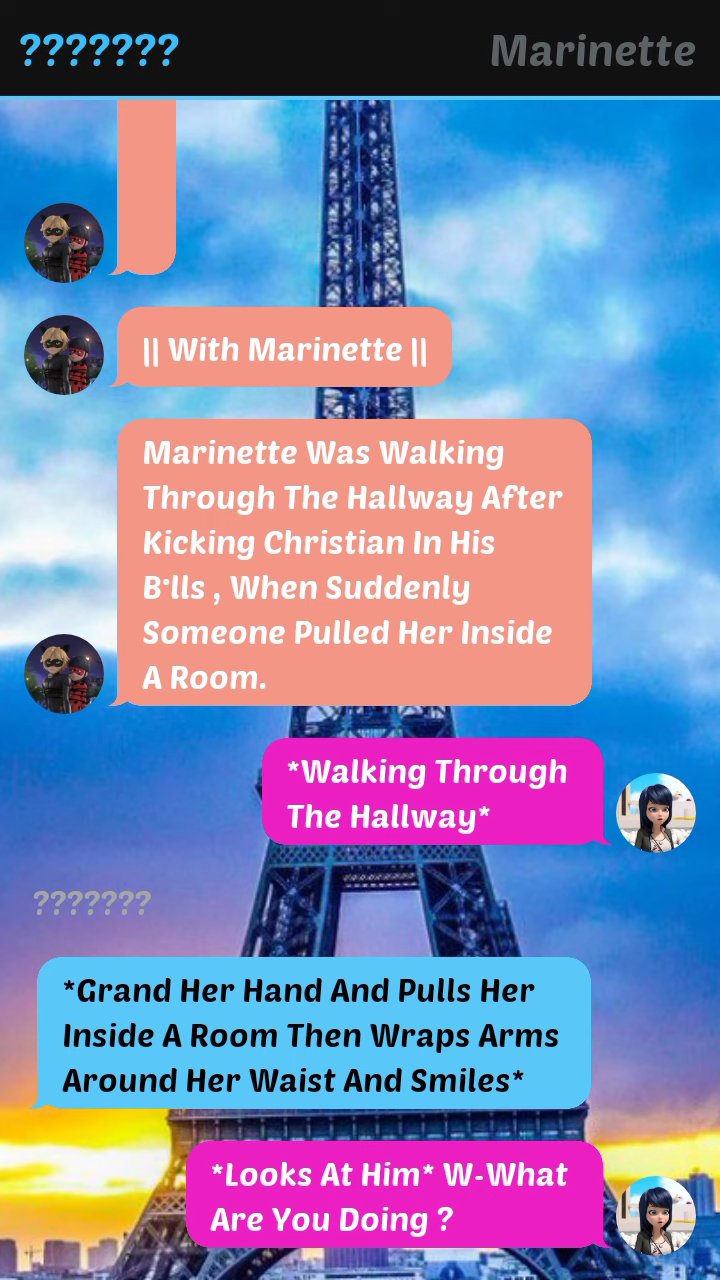 ???????
Marinette
|| With Marinette ||
Marinette Was Walking
Through The Hallway After
Kicking Christian In His
B*lls , When Suddenly
Someone Pulled Her Inside
A Room.
*Walking Through
The Hallway*
???????
*Grand Her Hand And Pulls Her
Inside A Room Then Wraps Arms
Around Her Waist And Smiles*
*Looks At Him* W-What
Are You Doing ?